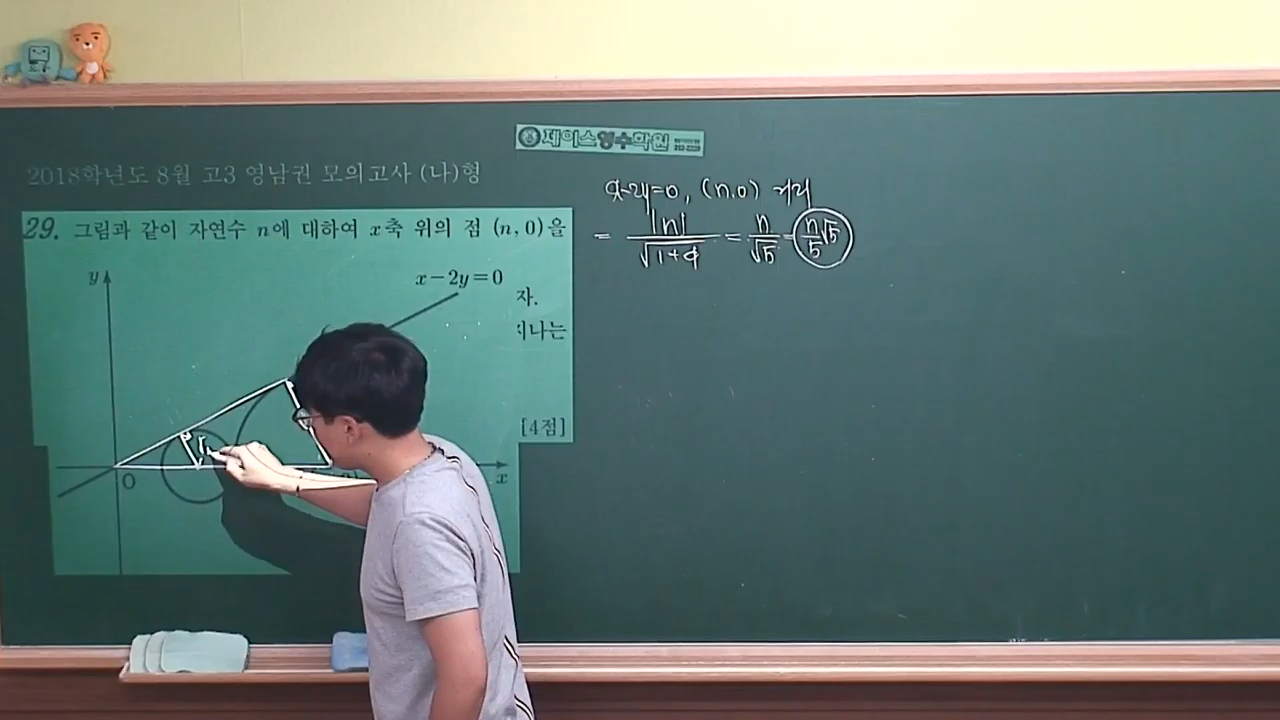 제이스영수학원
2018학년도 8월 고3 영남권 모의고사 (나)형
29. 그림과 같이 자연수 n에 대하여 x축 위의 점 (n, 0)을
y
x-2y=0
자.
나는
[4점]
O
x
x-2y=0, (n,0) 거리
= |n|/√1+4 = n/√5 = n/5 √5